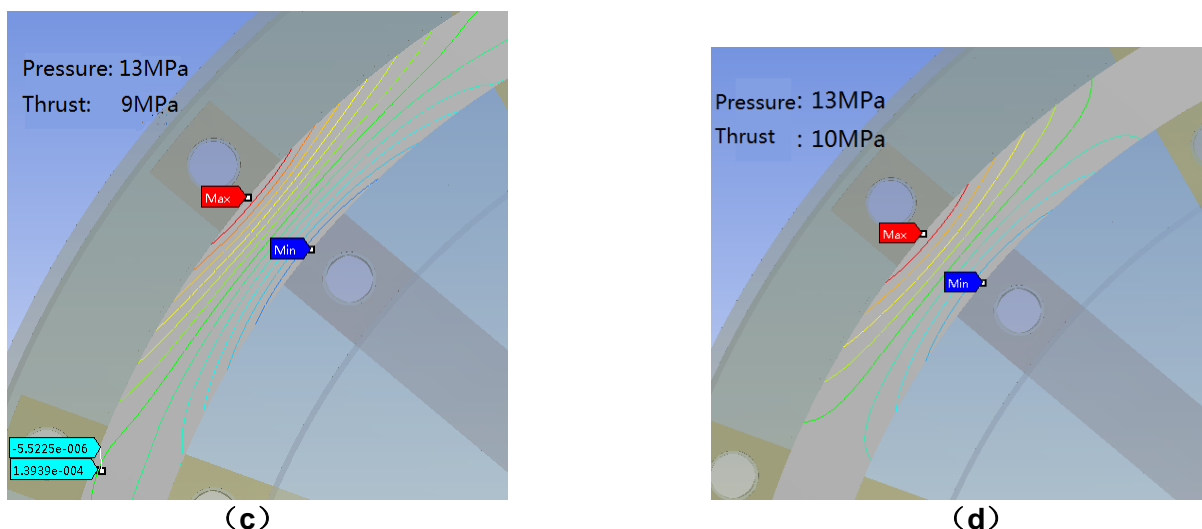 Pressure: 13MPa
Thrust: 9MPa
Max
Min
-5.5225e-006
1.3939e-004
(c)
Pressure: 13MPa
Thrust : 10MPa
Max
Min
(d)